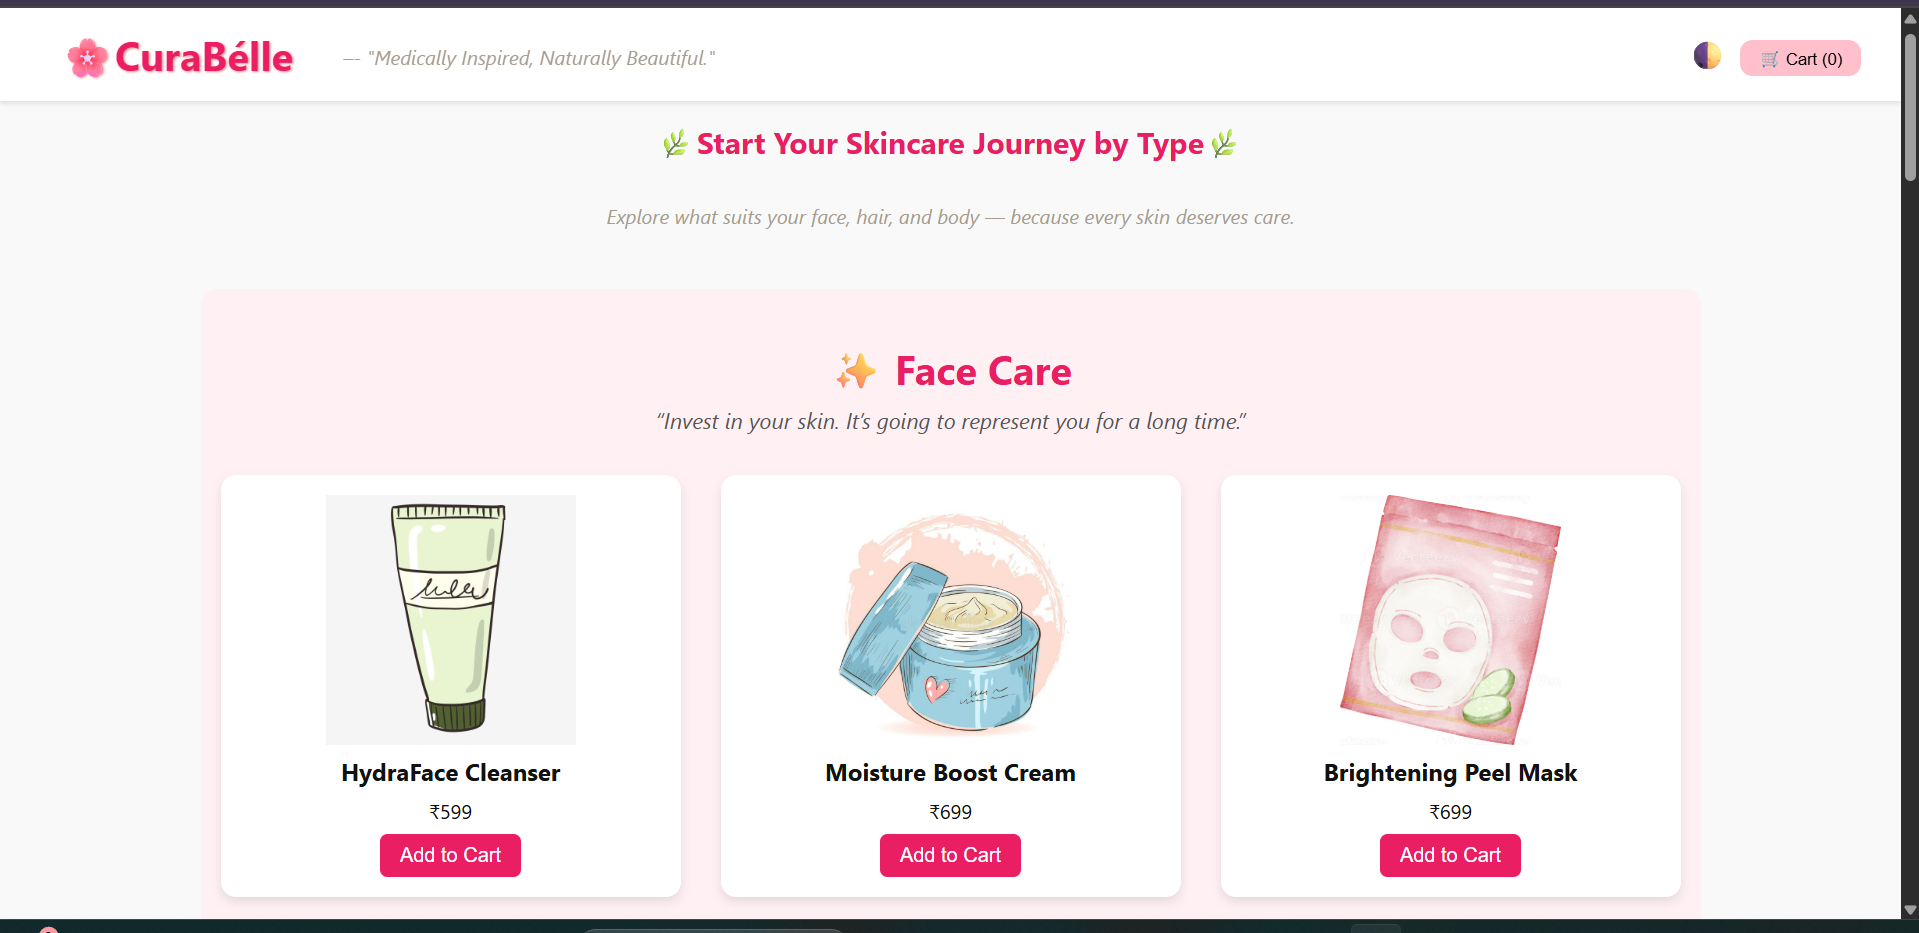 🌸 CuraBélle
–- "Medically Inspired, Naturally Beautiful."
🛒 Cart (0)
🌿 Start Your Skincare Journey by Type 🌿
Explore what suits your face, hair, and body — because every skin deserves care.
✨ Face Care
“Invest in your skin. It’s going to represent you for a long time.”
HydraFace Cleanser
₹599
Add to Cart
Moisture Boost Cream
₹699
Add to Cart
Brightening Peel Mask
₹699
Add to Cart